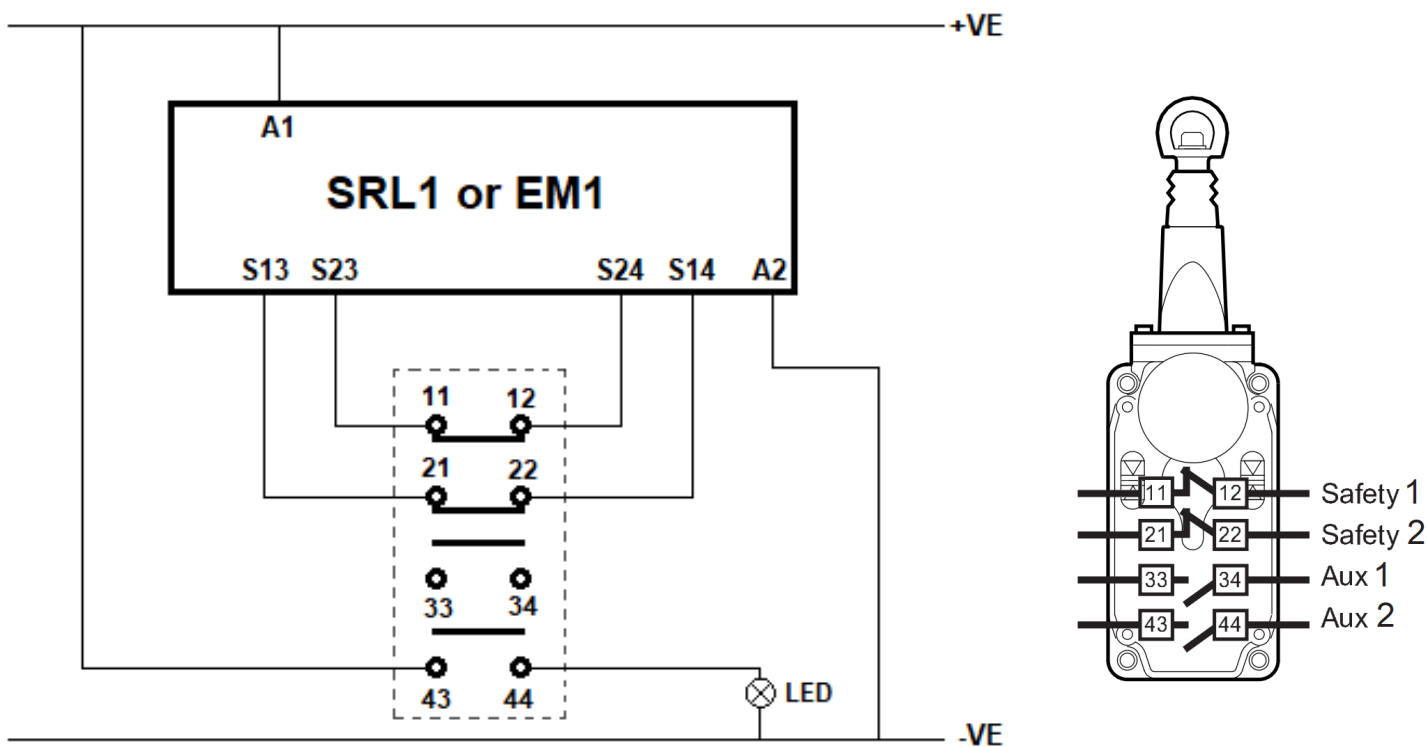 +VE
A1
SRL1 or EM1
S13 S23 S24 S14 A2
11 12
21 22
33 34
43 44
LED
-VE
11 12 Safety 1
21 22 Safety 2
33 34 Aux 1
43 44 Aux 2